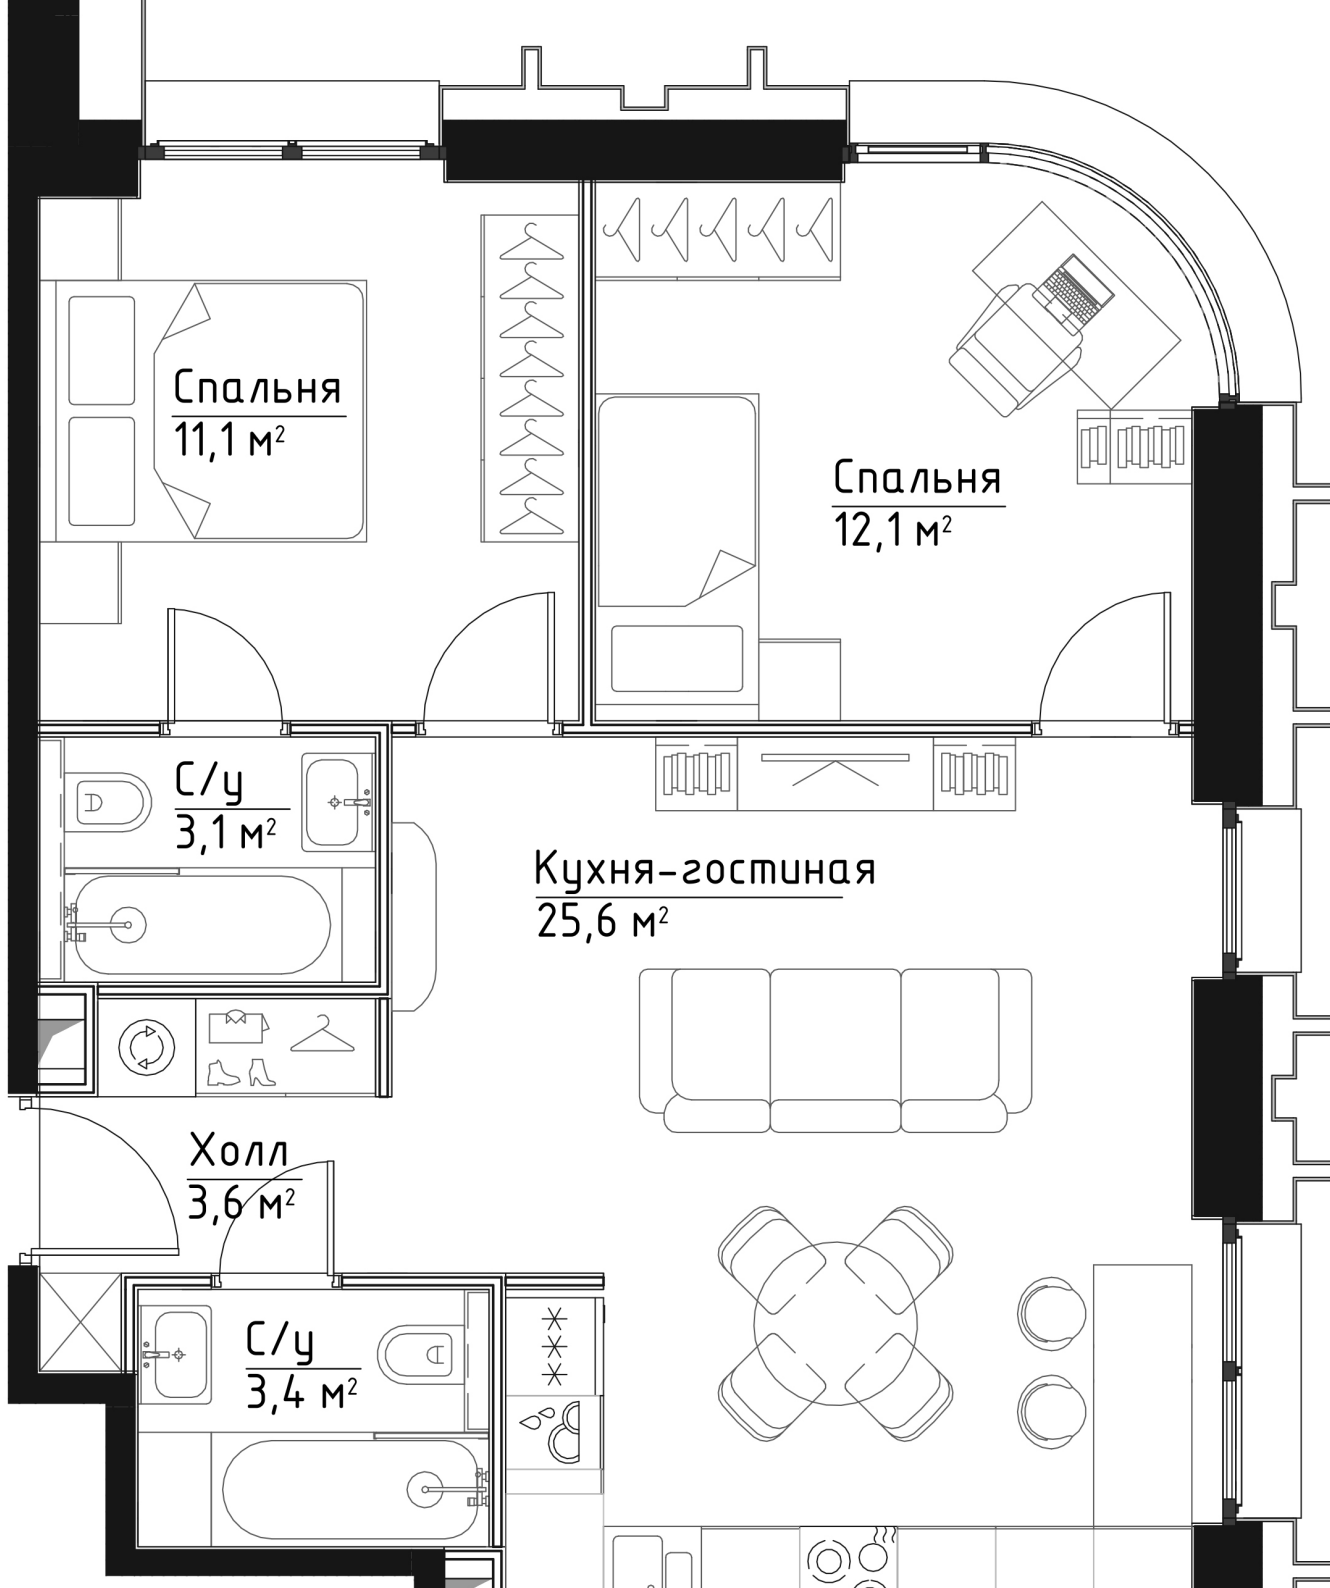 Спальня
11,1 м²
Спальня
12,1 м²
С/у
3,1 м²
Кухня-гостиная
25,6 м²
Холл
3,6 м²
С/у
3,4 м²